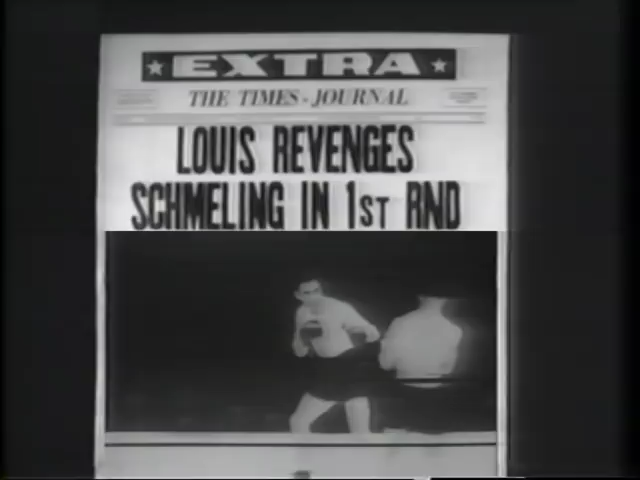 EXTRA
THE TIMES-JOURNAL
LOUIS REVENGES
SCHMELING IN 1ST RND